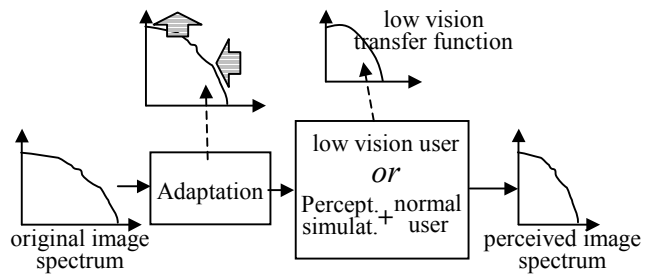 low vision
transfer function
low vision user
or
Adaptation
Percept. + normal
simulat. user
original image
spectrum
perceived image
spectrum